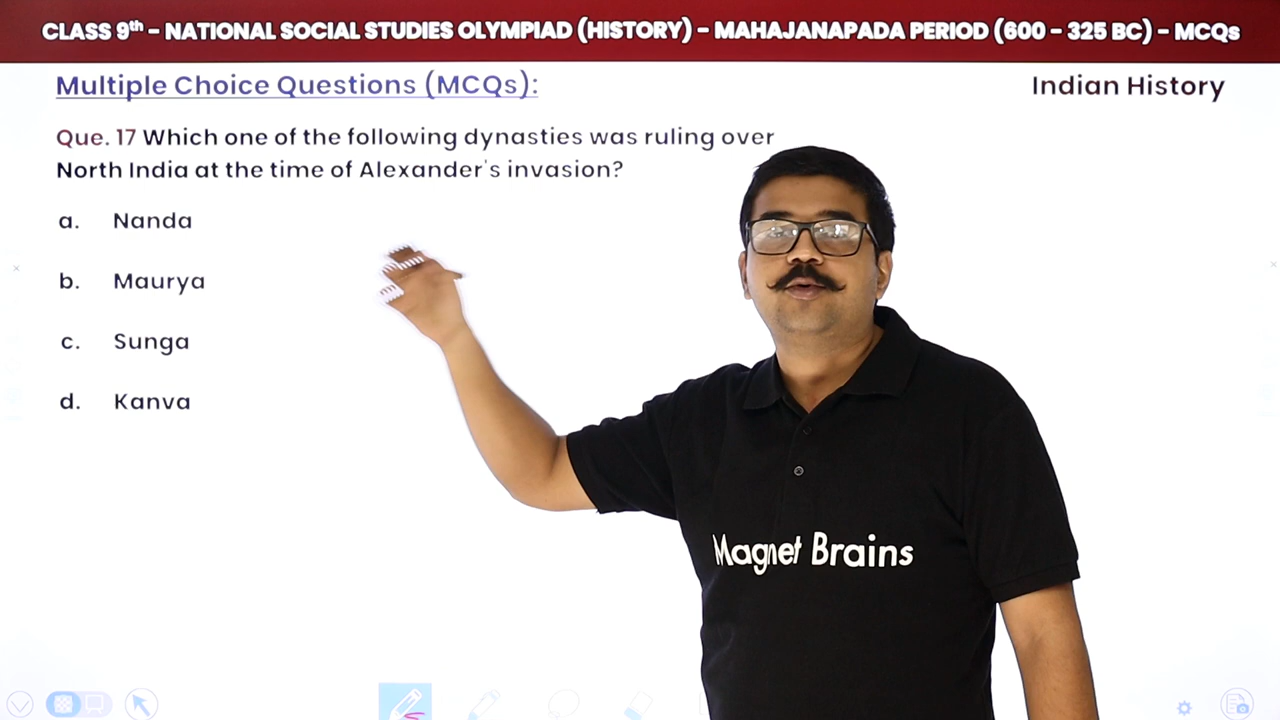 CLASS 9th - NATIONAL SOCIAL STUDIES OLYMPIAD (HISTORY) - MAHAJANAPADA PERIOD (600 - 325 BC) - MCQs
Multiple Choice Questions (MCQs):
Indian History
Que. 17 Which one of the following dynasties was ruling over
North India at the time of Alexander's invasion?
a. Nanda
b. Maurya
c. Sunga
d. Kanva
Magnet Brains